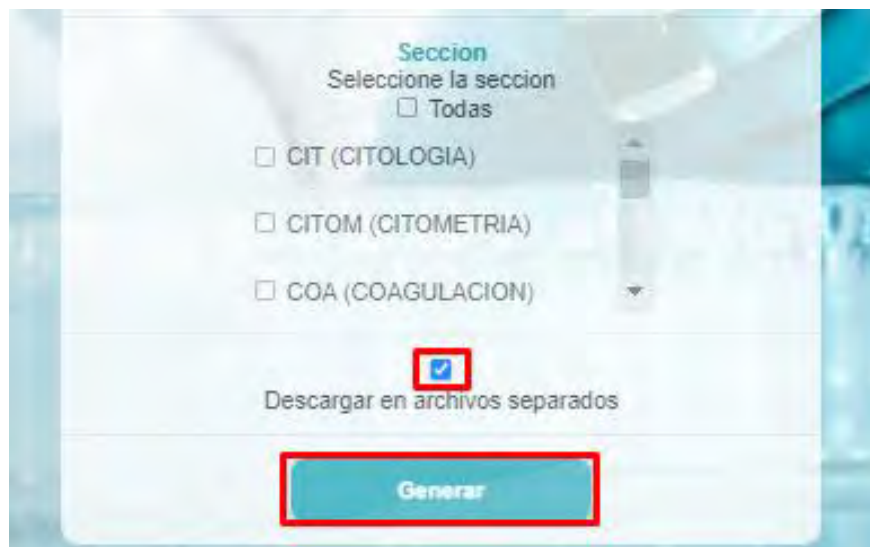 Seccion
Seleccione la seccion
Todas
CIT (CITOLOGIA)
CITOM (CITOMETRIA)
COA (COAGULACION)
Descargar en archivos separados
Generar